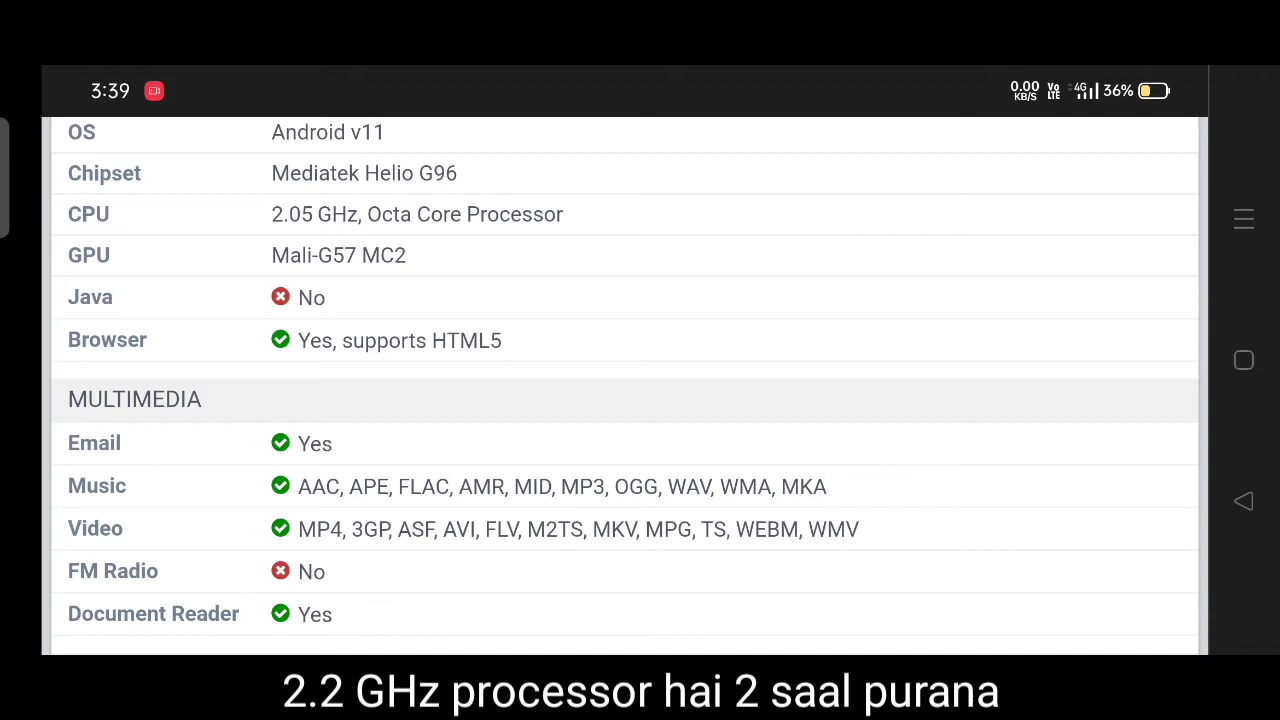 3:39 0.00 KB/S Vo LTE 4G 36%
OS Android v11
Chipset Mediatek Helio G96
CPU 2.05 GHz, Octa Core Processor
GPU Mali-G57 MC2
Java No
Browser Yes, supports HTML5
MULTIMEDIA
Email Yes
Music AAC, APE, FLAC, AMR, MID, MP3, OGG, WAV, WMA, MKA
Video MP4, 3GP, ASF, AVI, FLV, M2TS, MKV, MPG, TS, WEBM, WMV
FM Radio No
Document Reader Yes
2.2 GHz processor hai 2 saal purana